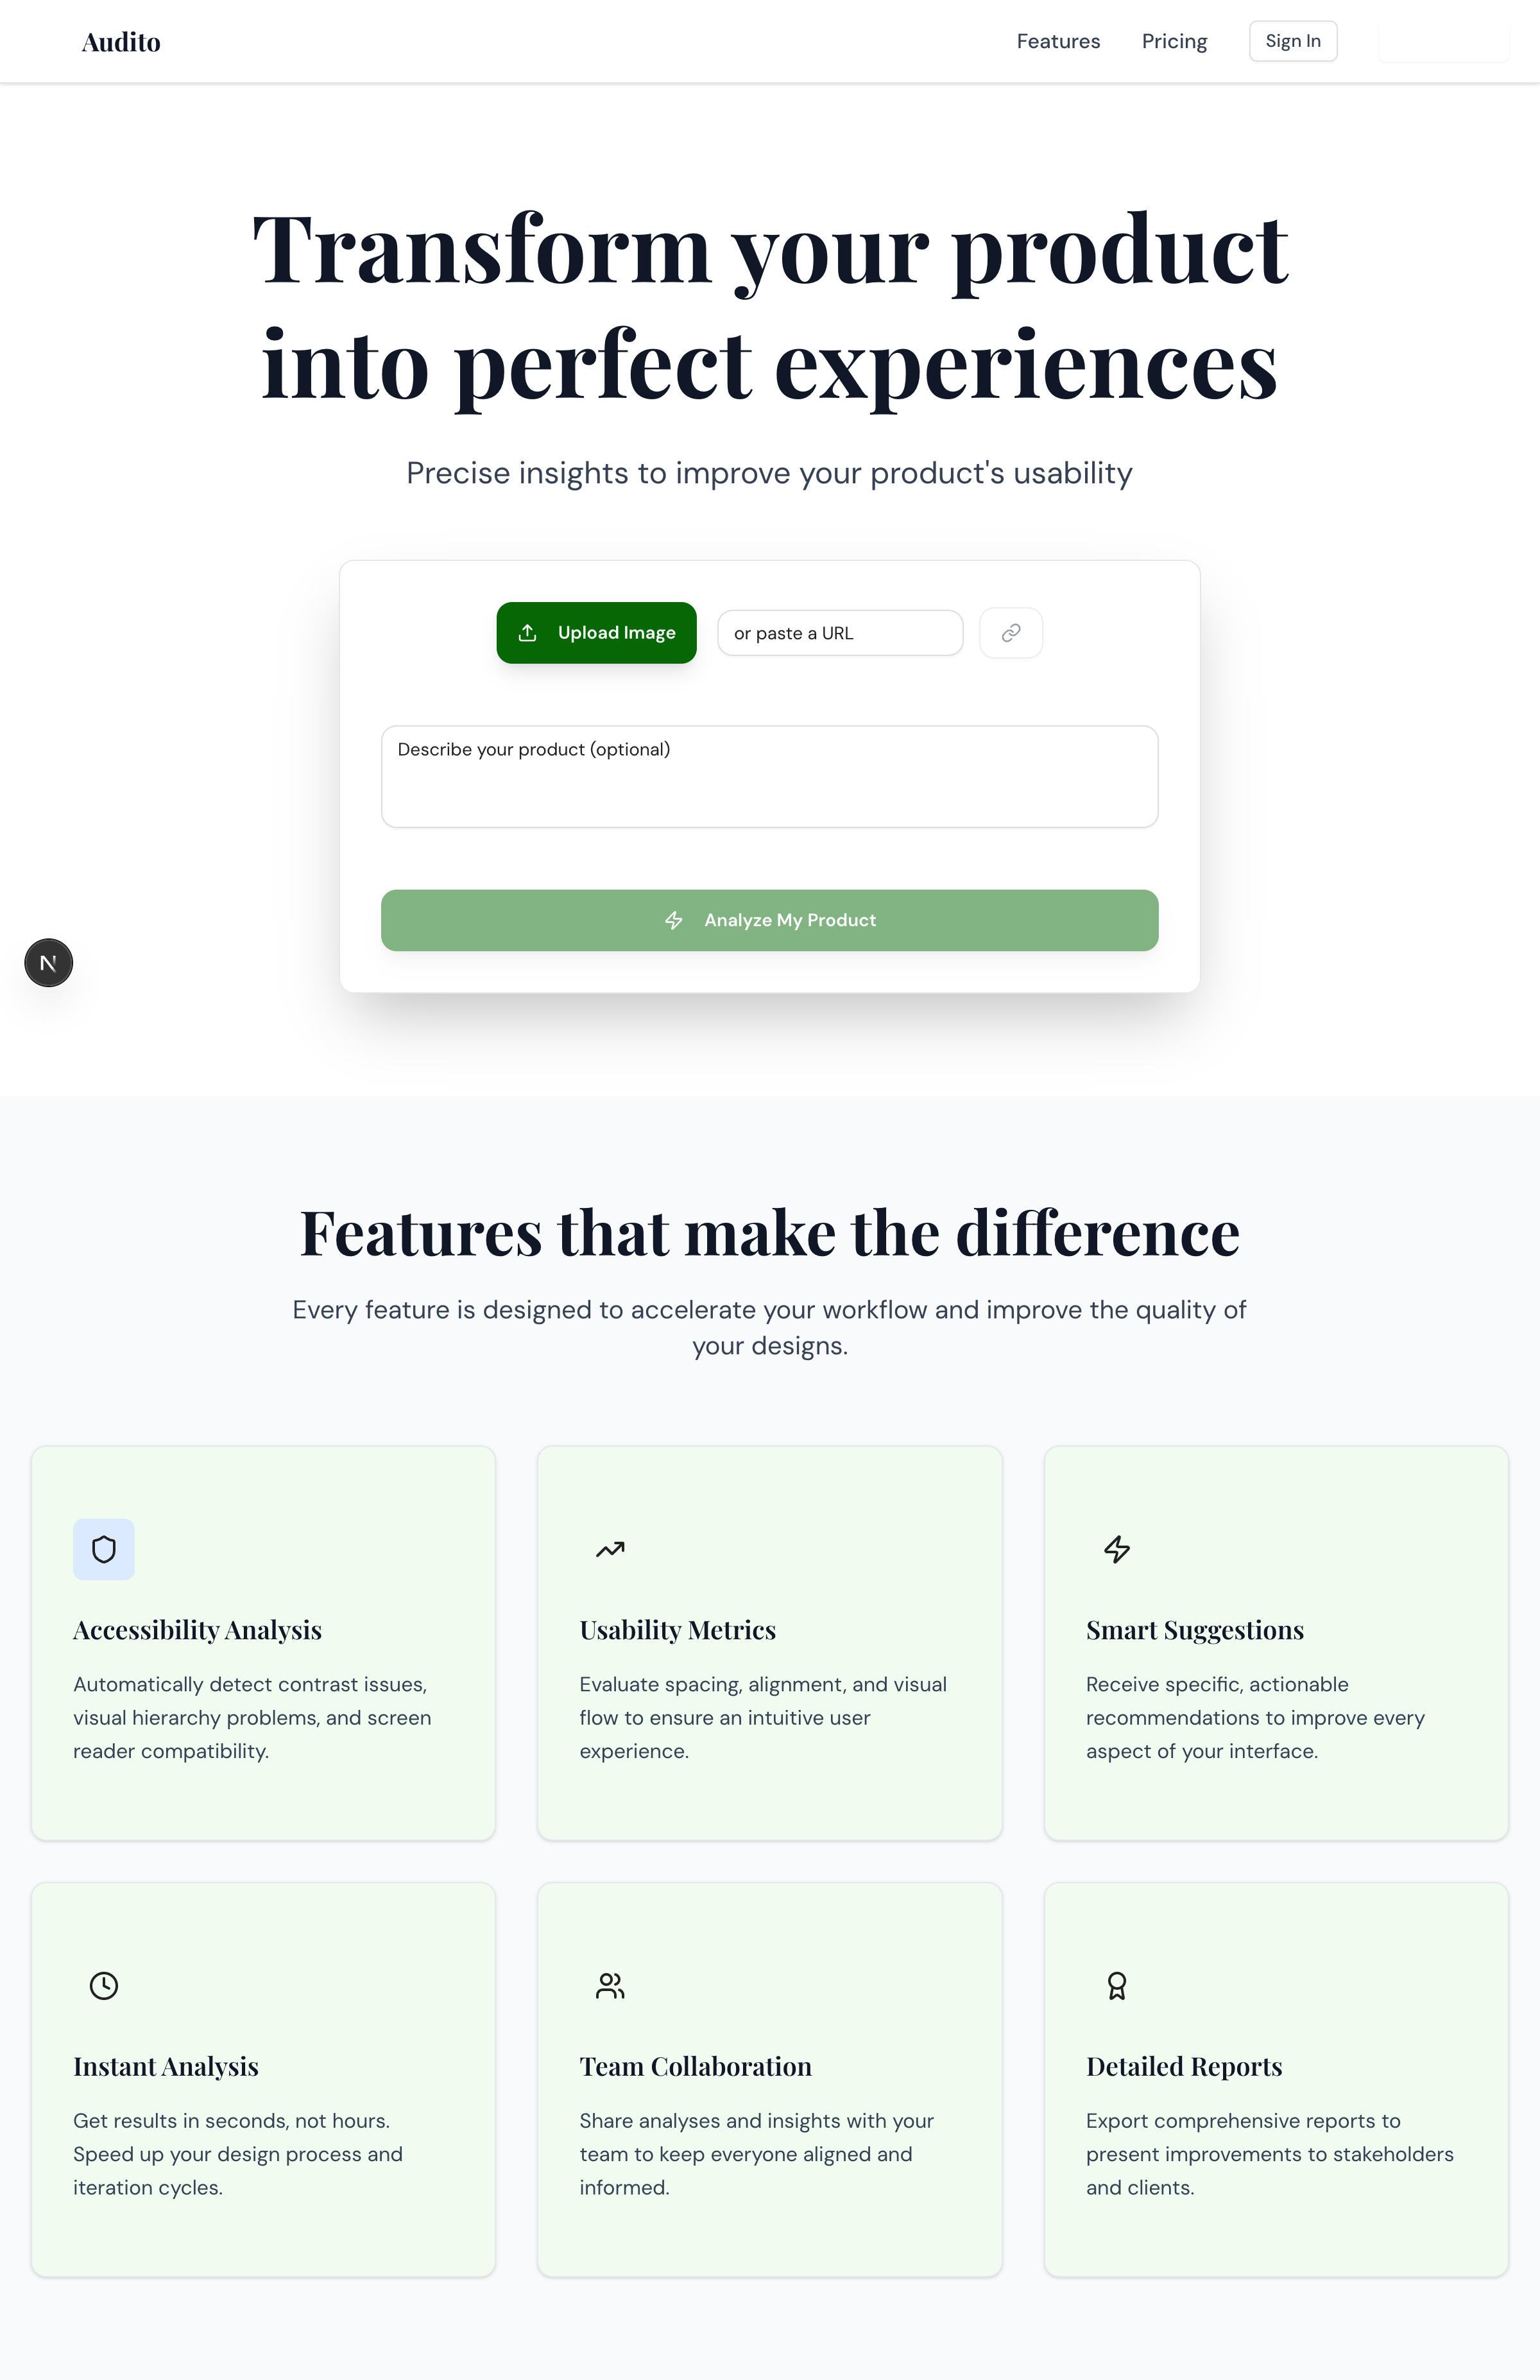 Audito
Features
Pricing
Sign In
Transform your product
into perfect experiences
Precise insights to improve your product's usability
Upload Image
or paste a URL
Describe your product (optional)
Analyze My Product
N
Features that make the difference
Every feature is designed to accelerate your workflow and improve the quality of
your designs.
Accessibility Analysis
Automatically detect contrast issues,
visual hierarchy problems, and screen
reader compatibility.
Usability Metrics
Evaluate spacing, alignment, and visual
flow to ensure an intuitive user
experience.
Smart Suggestions
Receive specific, actionable
recommendations to improve every
aspect of your interface.
Instant Analysis
Get results in seconds, not hours.
Speed up your design process and
iteration cycles.
Team Collaboration
Share analyses and insights with your
team to keep everyone aligned and
informed.
Detailed Reports
Export comprehensive reports to
present improvements to stakeholders
and clients.